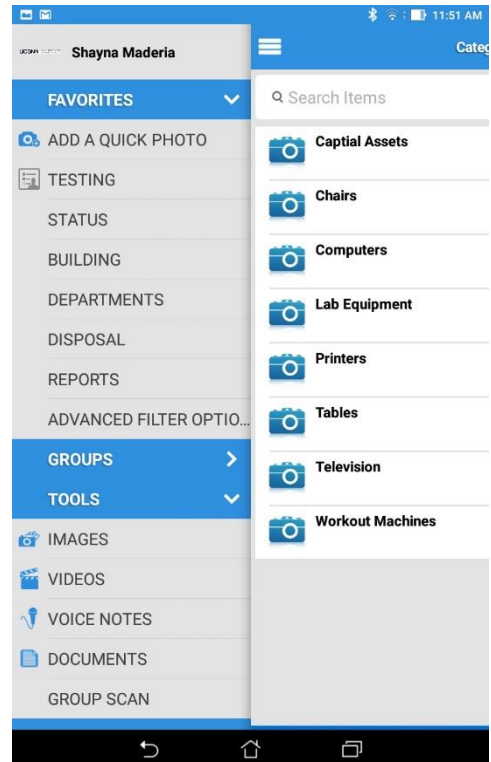 11:51 AM
UCONN
Shayna Maderia
FAVORITES
ADD A QUICK PHOTO
TESTING
STATUS
BUILDING
DEPARTMENTS
DISPOSAL
REPORTS
ADVANCED FILTER OPTIO...
GROUPS
TOOLS
IMAGES
VIDEOS
VOICE NOTES
DOCUMENTS
GROUP SCAN
Categ
Search Items
Captial Assets
Chairs
Computers
Lab Equipment
Printers
Tables
Television
Workout Machines